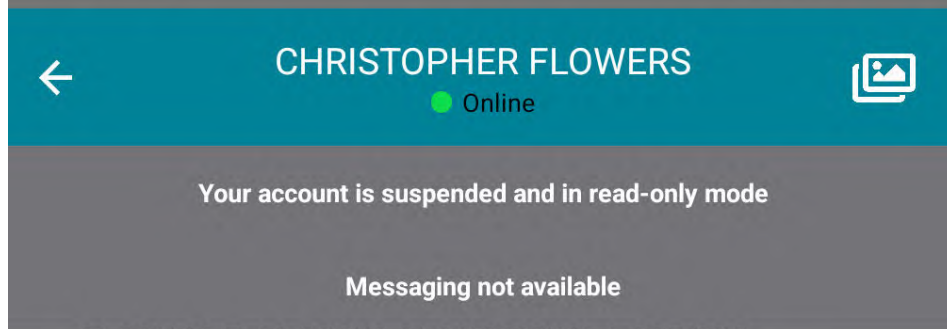 CHRISTOPHER FLOWERS
Online
Your account is suspended and in read-only mode
Messaging not available